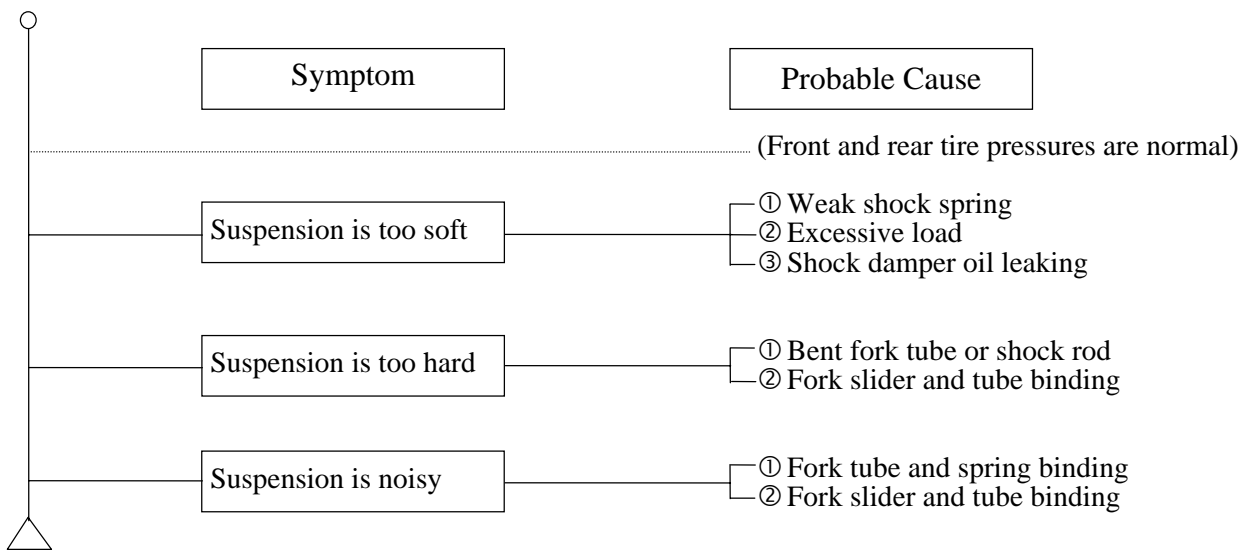 Symptom
Probable Cause
(Front and rear tire pressures are normal)
Suspension is too soft
① Weak shock spring
② Excessive load
③ Shock damper oil leaking
Suspension is too hard
① Bent fork tube or shock rod
② Fork slider and tube binding
Suspension is noisy
① Fork tube and spring binding
② Fork slider and tube binding